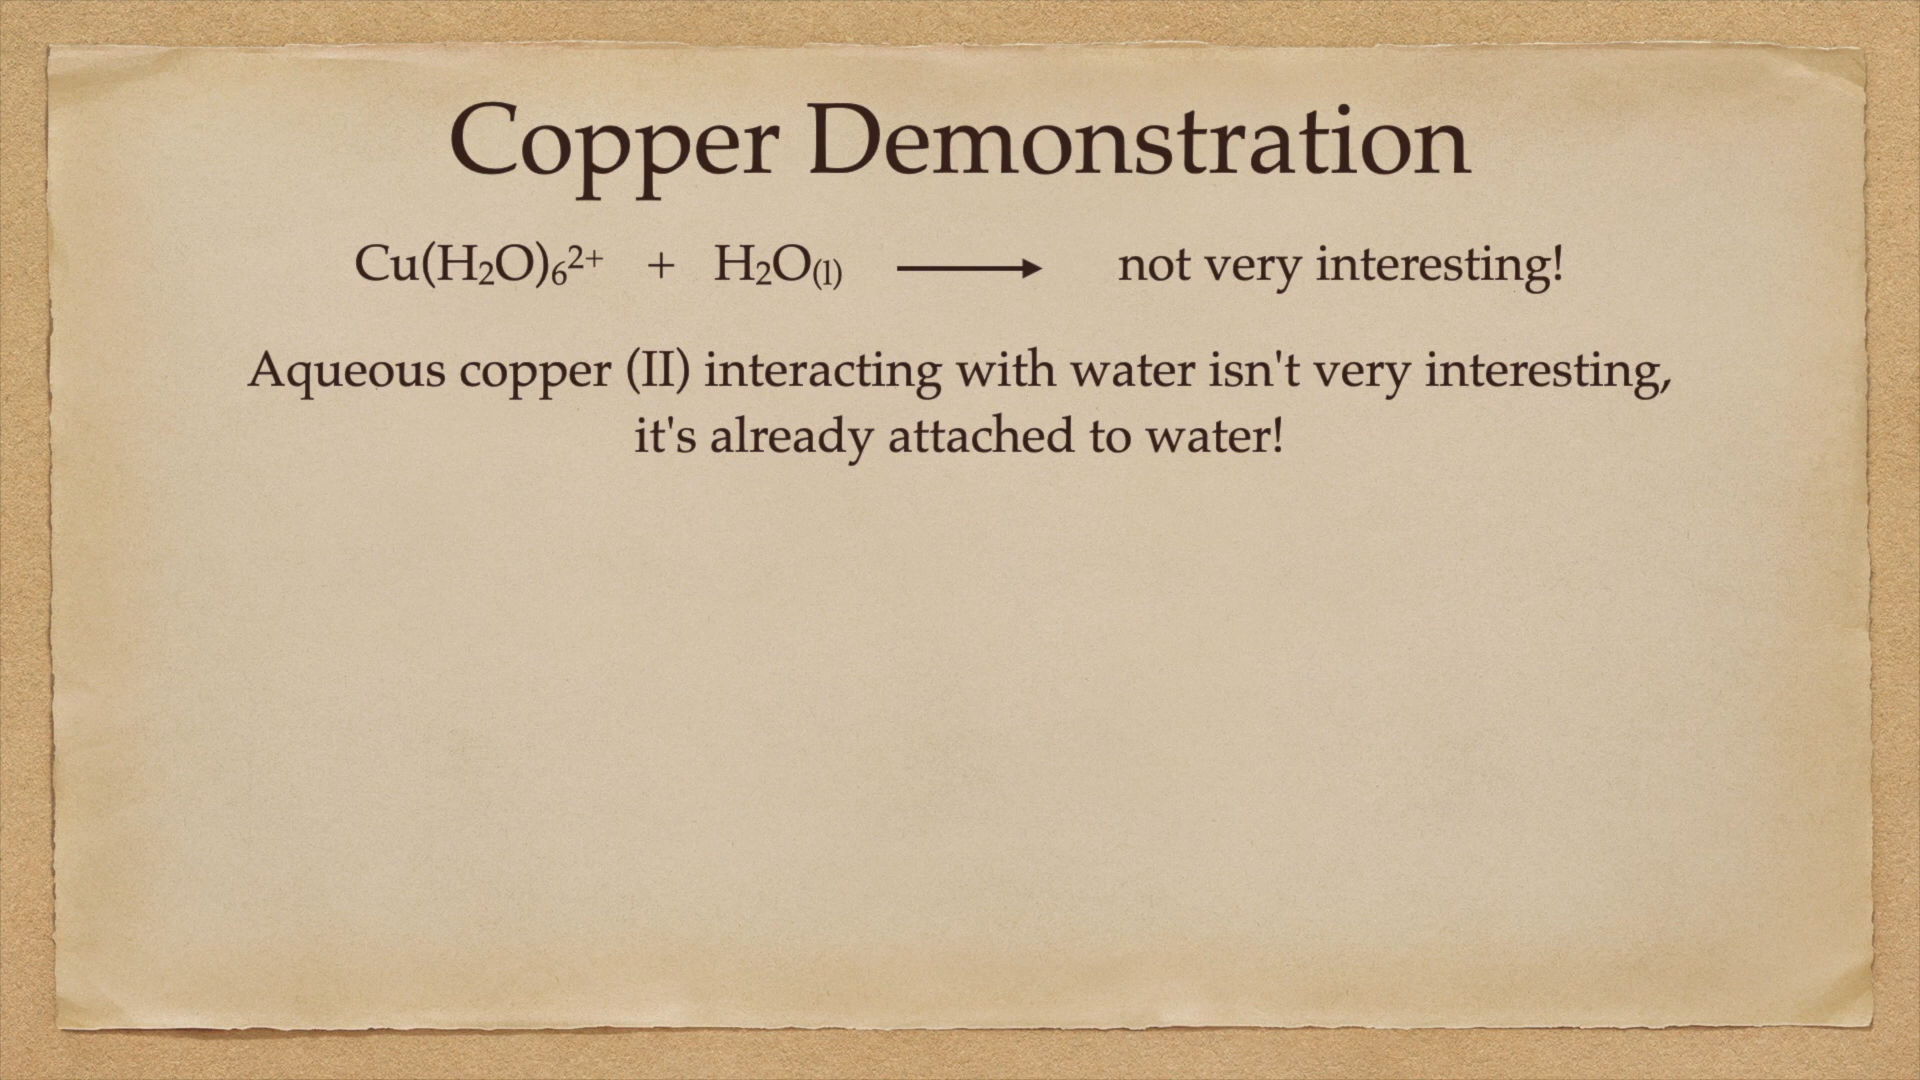 Copper Demonstration
Cu(H₂O)₆²⁺ + H₂O₍l₎ ⟶ not very interesting!
Aqueous copper (II) interacting with water isn't very interesting,
it's already attached to water!